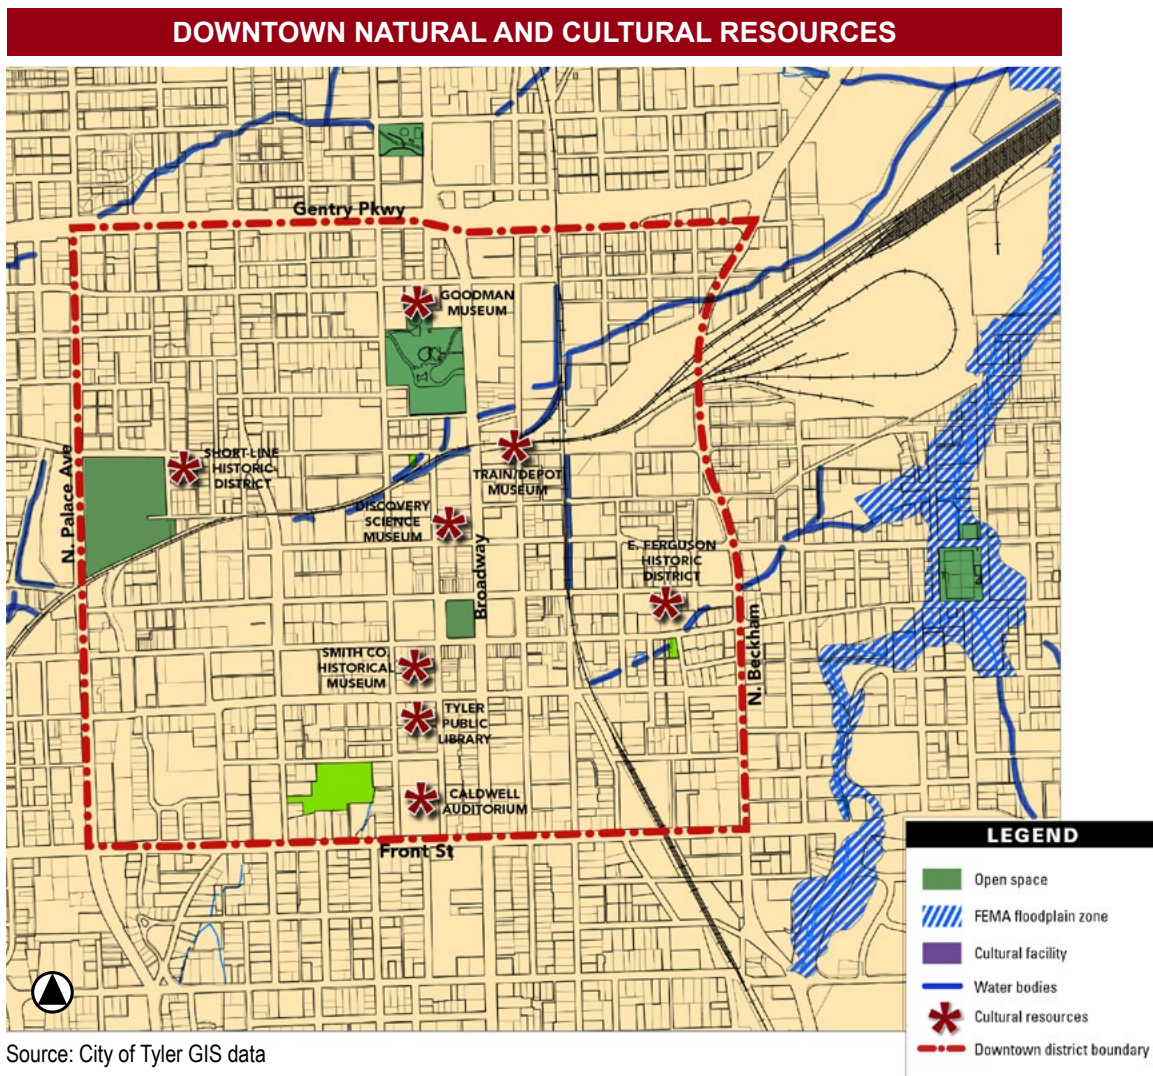 DOWNTOWN NATURAL AND CULTURAL RESOURCES
Gentry Pkwy
GOODMAN
MUSEUM
N. Palace Ave
SHORT-LINE
HISTORIC
DISTRICT
TRAIN/DEPOT
MUSEUM
DISCOVERY
SCIENCE
MUSEUM
Broadway
E. FERGUSON
HISTORIC
DISTRICT
N. Beckham
SMITH CO.
HISTORICAL
MUSEUM
TYLER
PUBLIC
LIBRARY
CALDWELL
AUDITORIUM
Front St
LEGEND
Open space
FEMA floodplain zone
Cultural facility
Water bodies
Cultural resources
Downtown district boundary
Source: City of Tyler GIS data